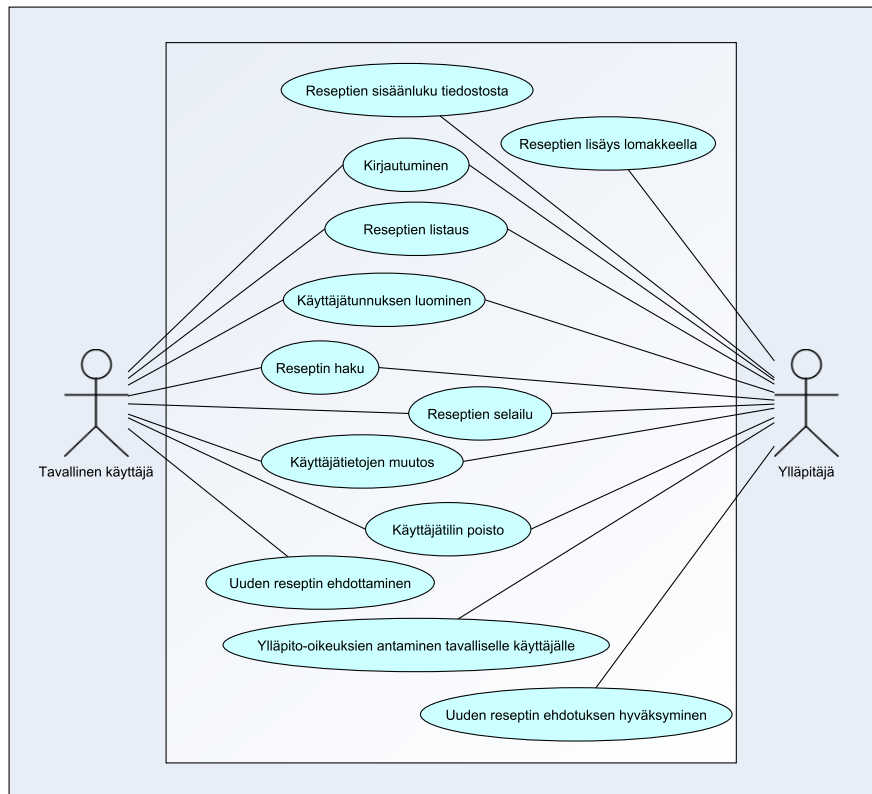 Reseptien sisäänluku tiedostosta
Reseptien lisäys lomakkeella
Kirjautuminen
Reseptien listaus
Käyttäjätunnuksen luominen
Reseptin haku
Reseptien selailu
Käyttäjätietojen muutos
Tavallinen käyttäjä
Ylläpitäjä
Käyttäjätilin poisto
Uuden reseptin ehdottaminen
Ylläpito-oikeuksien antaminen tavalliselle käyttäjälle
Uuden reseptin ehdotuksen hyväksyminen